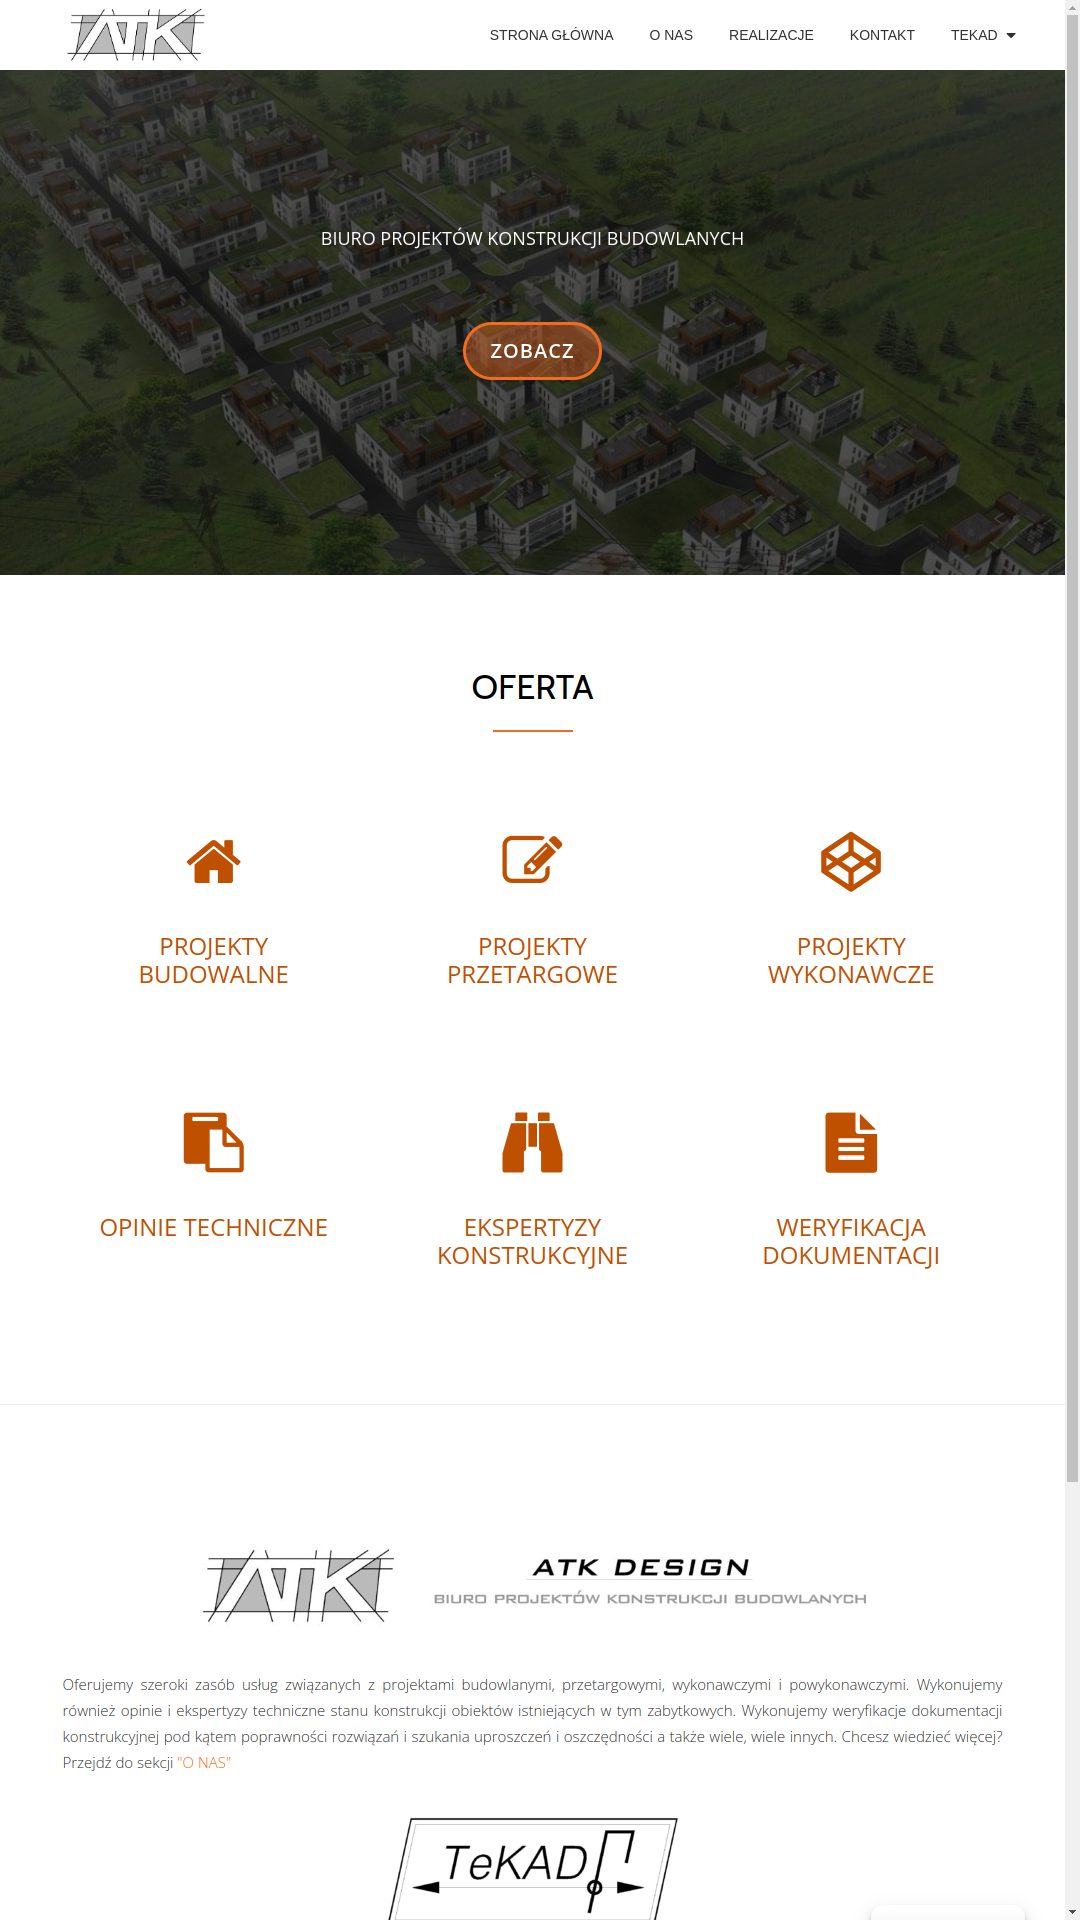 ATK
STRONA GŁÓWNA O NAS REALIZACJE KONTAKT TEKAD
BIURO PROJEKTÓW KONSTRUKCJI BUDOWLANYCH
ZOBACZ
OFERTA
PROJEKTY
BUDOWALNE
PROJEKTY
PRZETARGOWE
PROJEKTY
WYKONAWCZE
OPINIE TECHNICZNE
EKSPERTYZY
KONSTRUKCYJNE
WERYFIKACJA
DOKUMENTACJI
ATK
ATK DESIGN
BIURO PROJEKTÓW KONSTRUKCJI BUDOWLANYCH
Oferujemy szeroki zasób usług związanych z projektami budowlanymi, przetargowymi, wykonawczymi i powykonawczymi. Wykonujemy
również opinie i ekspertyzy techniczne stanu konstrukcji obiektów istniejących w tym zabytkowych. Wykonujemy weryfikacje dokumentacji
konstrukcyjnej pod kątem poprawności rozwiązań i szukania uproszczeń i oszczędności a także wiele, wiele innych. Chcesz wiedzieć więcej?
Przejdź do sekcji "O NAS"
TeKAD